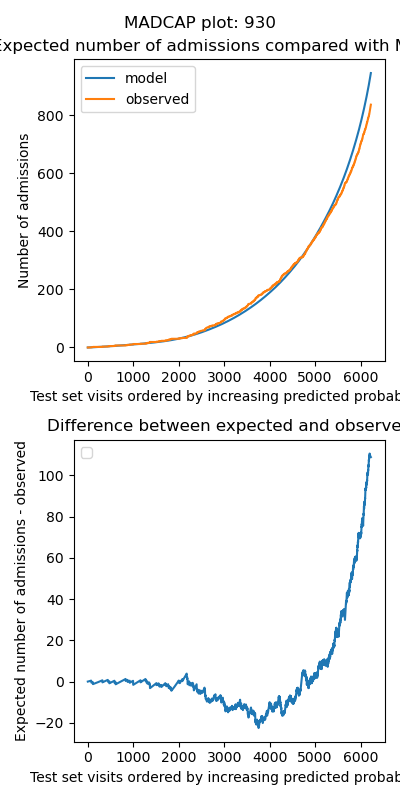 MADCAP plot: 930
Expected number of admissions compared with
model
observed
Number of admissions
800
600
400
200
0
0 1000 2000 3000 4000 5000 6000
Test set visits ordered by increasing predicted
Difference between expected and
Expected number of admissions - observed
100
80
60
40
20
0
−20
0 1000 2000 3000 4000 5000 6000
Test set visits ordered by increasing predicted